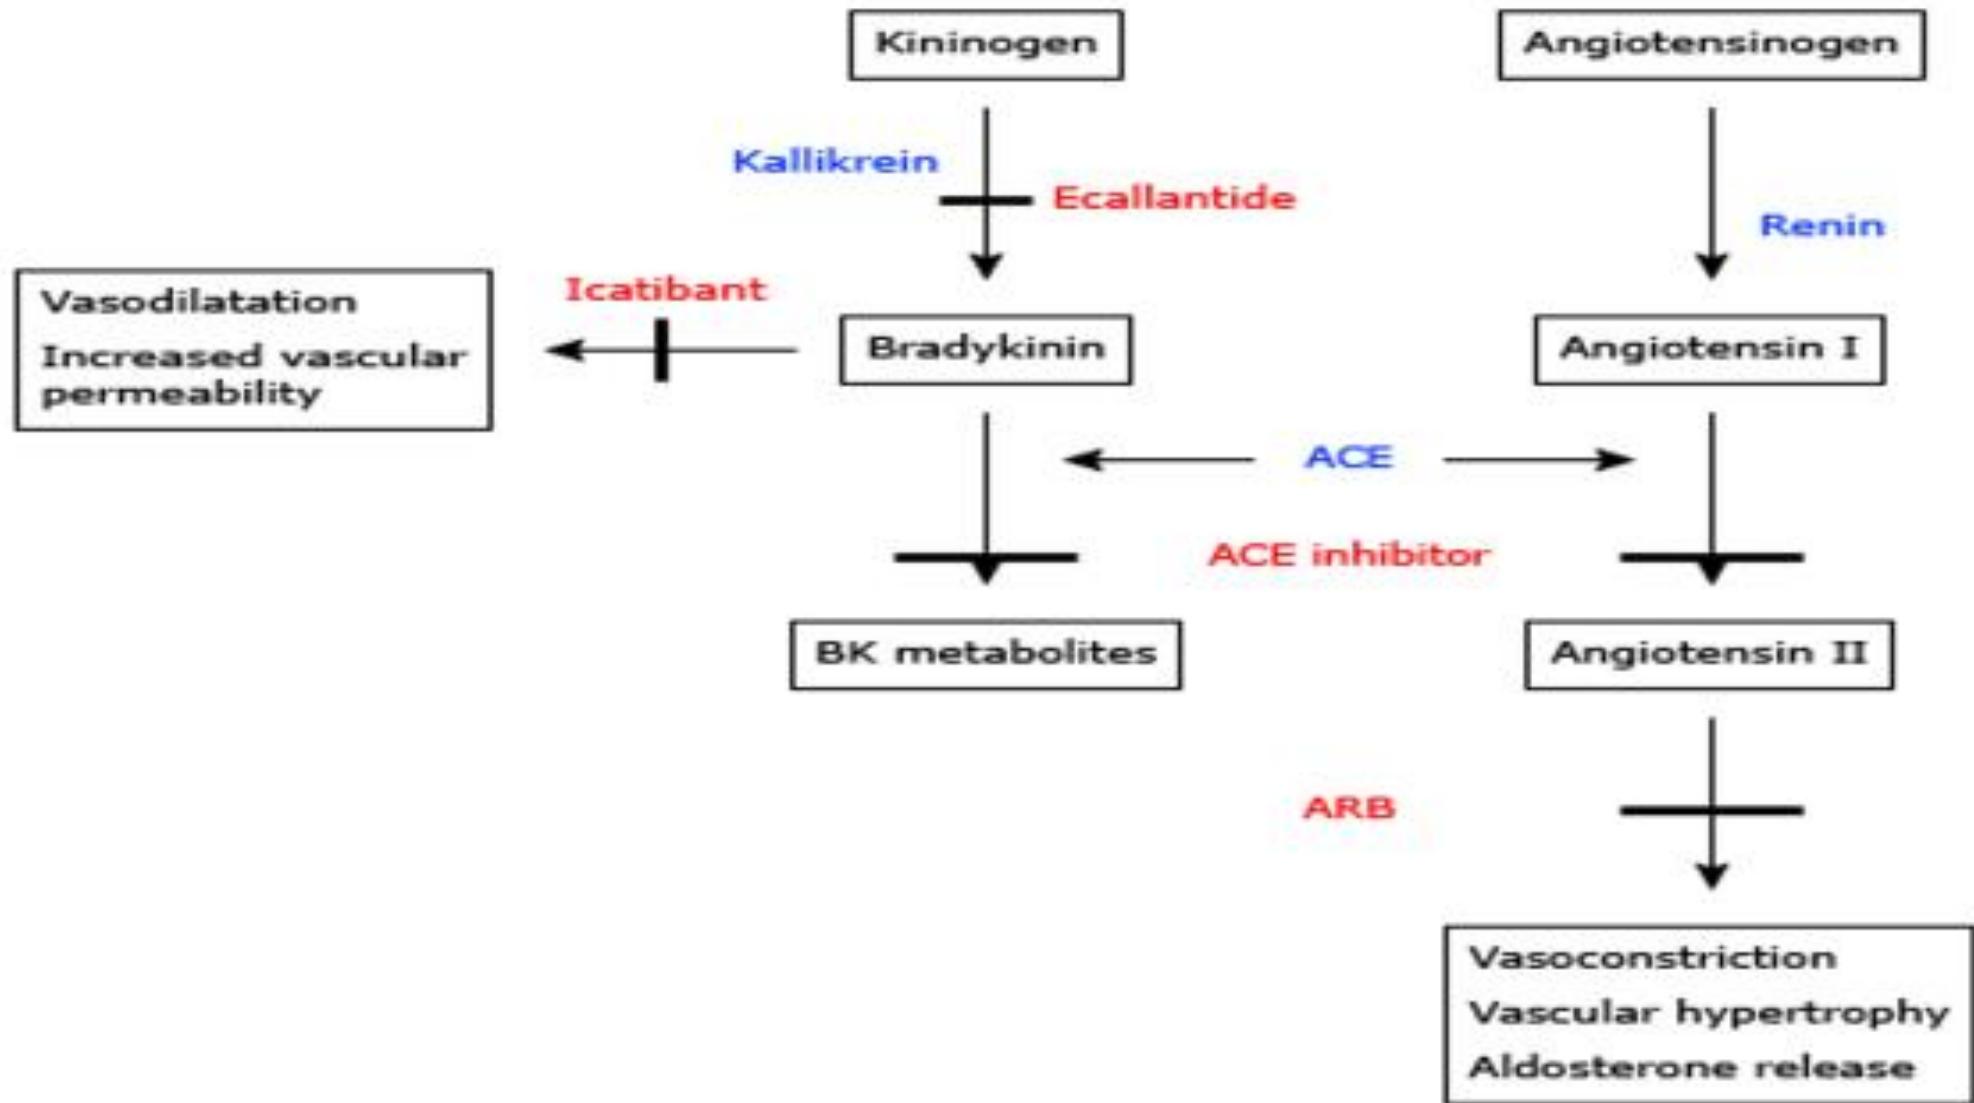 Kininogen
Angiotensinogen
Kallikrein
Ecallantide
Renin
Icatibant
Vasodilatation
Increased vascular
permeability
Bradykinin
Angiotensin I
ACE
ACE inhibitor
BK metabolites
Angiotensin II
ARB
Vasoconstriction
Vascular hypertrophy
Aldosterone release